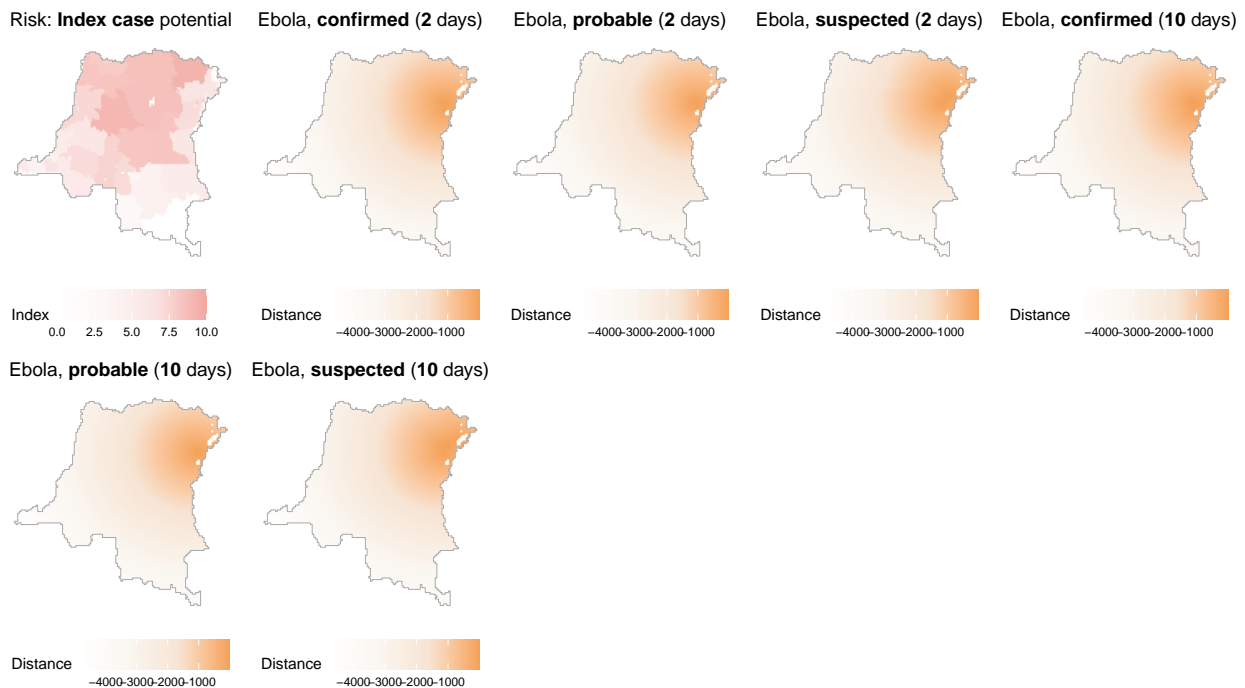 Risk: Index case potential
Ebola, confirmed (2 days)
Ebola, probable (2 days)
Ebola, suspected (2 days)
Ebola, confirmed (10 days)
Index
0.0 2.5 5.0 7.5 10.0
Distance
−4000−3000−2000−1000
Distance
−4000−3000−2000−1000
Distance
−4000−3000−2000−1000
Distance
−4000−3000−2000−1000
Ebola, probable (10 days)
Ebola, suspected (10 days)
Distance
−4000−3000−2000−1000
Distance
−4000−3000−2000−1000